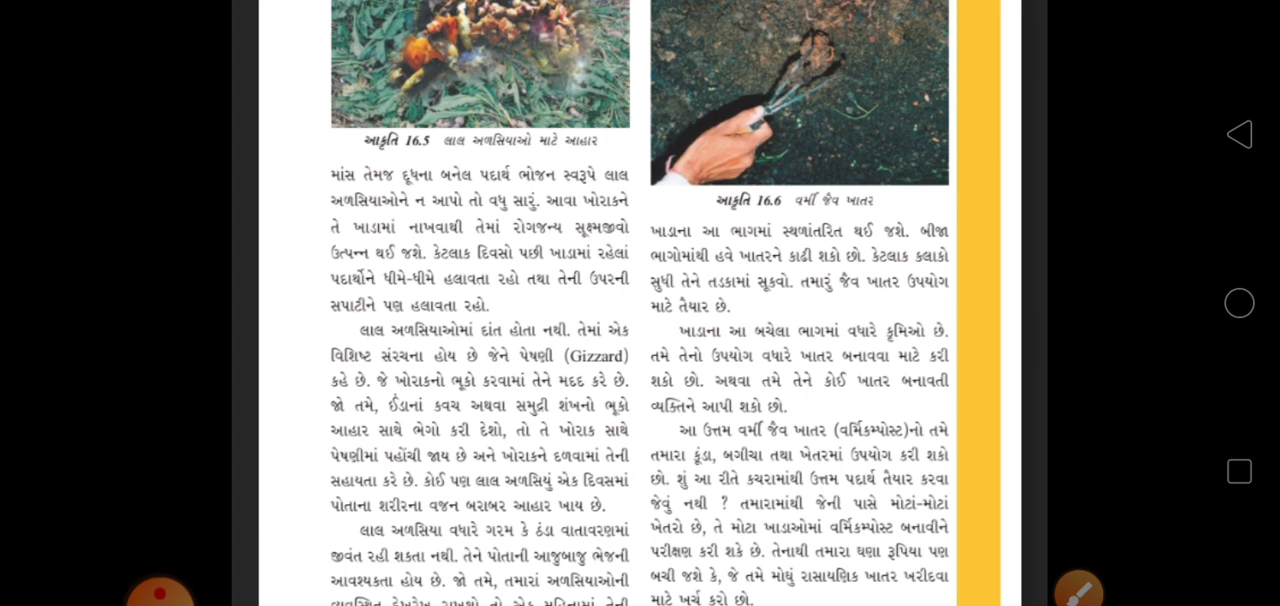 આકૃતિ 16.5 લાલ અળસિયાઓ માટે આહાર
માંસ તેમજ દૂધના બનેલ પદાર્થ ભોજન સ્વરૂપે લાલ
અળસિયાઓને ન આપો તો વધુ સારું. આવા ખોરાકને
તે ખાડામાં નાખવાથી તેમાં રોગજન્ય સૂક્ષ્મજીવો
ઉત્પન્ન થઈ જશે. કેટલાક દિવસો પછી ખાડામાં રહેલાં
પદાર્થોને ધીમે-ધીમે હલાવતા રહો તથા તેની ઉપરની
સપાટીને પણ હલાવતા રહો.
લાલ અળસિયાઓમાં દાંત હોતા નથી. તેમાં એક
વિશિષ્ટ સંરચના હોય છે જેને પેષણી (Gizzard)
કહે છે. જે ખોરાકનો ભૂકો કરવામાં તેને મદદ કરે છે.
જો તમે, ઈંડાનાં કવચ અથવા સમુદ્રી શંખનો ભૂકો
આહાર સાથે ભેગો કરી દેશો, તો તે ખોરાક સાથે
પેષણીમાં પહોંચી જાય છે અને ખોરાકને દળવામાં તેની
સહાયતા કરે છે. કોઈ પણ લાલ અળસિયું એક દિવસમાં
પોતાના શરીરના વજન બરાબર આહાર ખાય છે.
લાલ અળસિયા વધારે ગરમ કે ઠંડા વાતાવરણમાં
જીવંત રહી શકતા નથી. તેને પોતાની આજુબાજુ ભેજની
આવશ્યકતા હોય છે. જો તમે, તમારાં અળસિયાઓની
વ્યવસ્થિત દેખરેખ રાખશો તો એક મહિનામાં તેની
આકૃતિ 16.6 વર્મી જૈવ ખાતર
ખાડાના આ ભાગમાં સ્થળાંતરિત થઈ જશે. બીજા
ભાગોમાંથી હવે ખાતરને કાઢી શકો છો. કેટલાક કલાકો
સુધી તેને તડકામાં સૂકવો. તમારું જૈવ ખાતર ઉપયોગ
માટે તૈયાર છે.
ખાડાના આ બચેલા ભાગમાં વધારે કૃમિઓ છે.
તમે તેનો ઉપયોગ વધારે ખાતર બનાવવા માટે કરી
શકો છો. અથવા તમે તેને કોઈ ખાતર બનાવતી
વ્યક્તિને આપી શકો છો.
આ ઉત્તમ વર્મી જૈવ ખાતર (વર્મિકમ્પોસ્ટ)નો તમે
તમારા કૂંડા, બગીચા તથા ખેતરમાં ઉપયોગ કરી શકો
છો. શું આ રીતે કચરામાંથી ઉત્તમ પદાર્થ તૈયાર કરવા
જેવું નથી ? તમારામાંથી જેની પાસે મોટાં-મોટાં
ખેતરો છે, તે મોટા ખાડાઓમાં વર્મિકમ્પોસ્ટ બનાવીને
પરીક્ષણ કરી શકે છે. તેનાથી તમારા ઘણા રૂપિયા પણ
બચી જશે કે, જે તમે મોઘું રાસાયણિક ખાતર ખરીદવા
માટે ખર્ચ કરો છો.